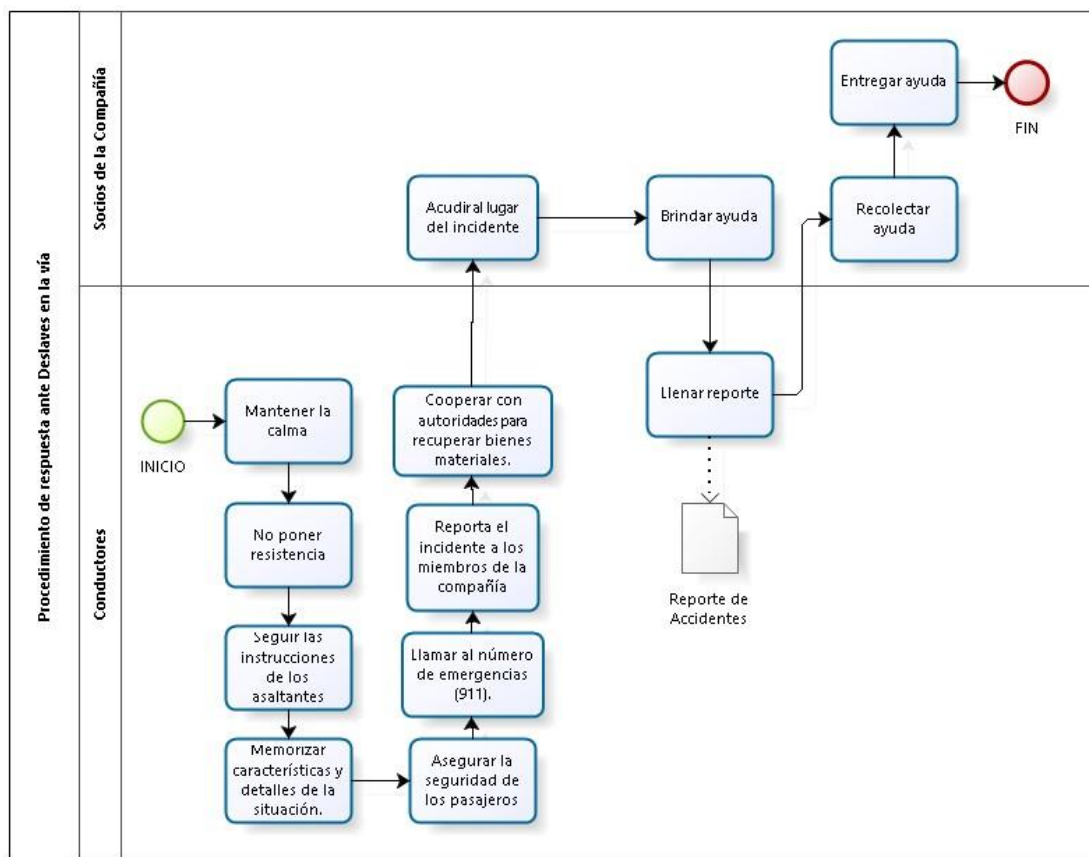 Procedimiento de respuesta ante Deslaves en la vía
Socios de la Compañía
Entregar ayuda
FIN
Acudir al lugar
del incidente
Brindar ayuda
Recolectar
ayuda
Conductores
INICIO
Mantener la
calma
No poner
resistencia
Seguir las
instrucciones
de los
asaltantes
Memorizar
características y
detalles de la
situación.
Asegurar la
seguridad de
los pasajeros
Llamar al número
de emergencias
(911).
Reporta el
incidente a los
miembros de la
compañía
Cooperar con
autoridades para
recuperar bienes
materiales.
Llenar reporte
Reporte de
Accidentes